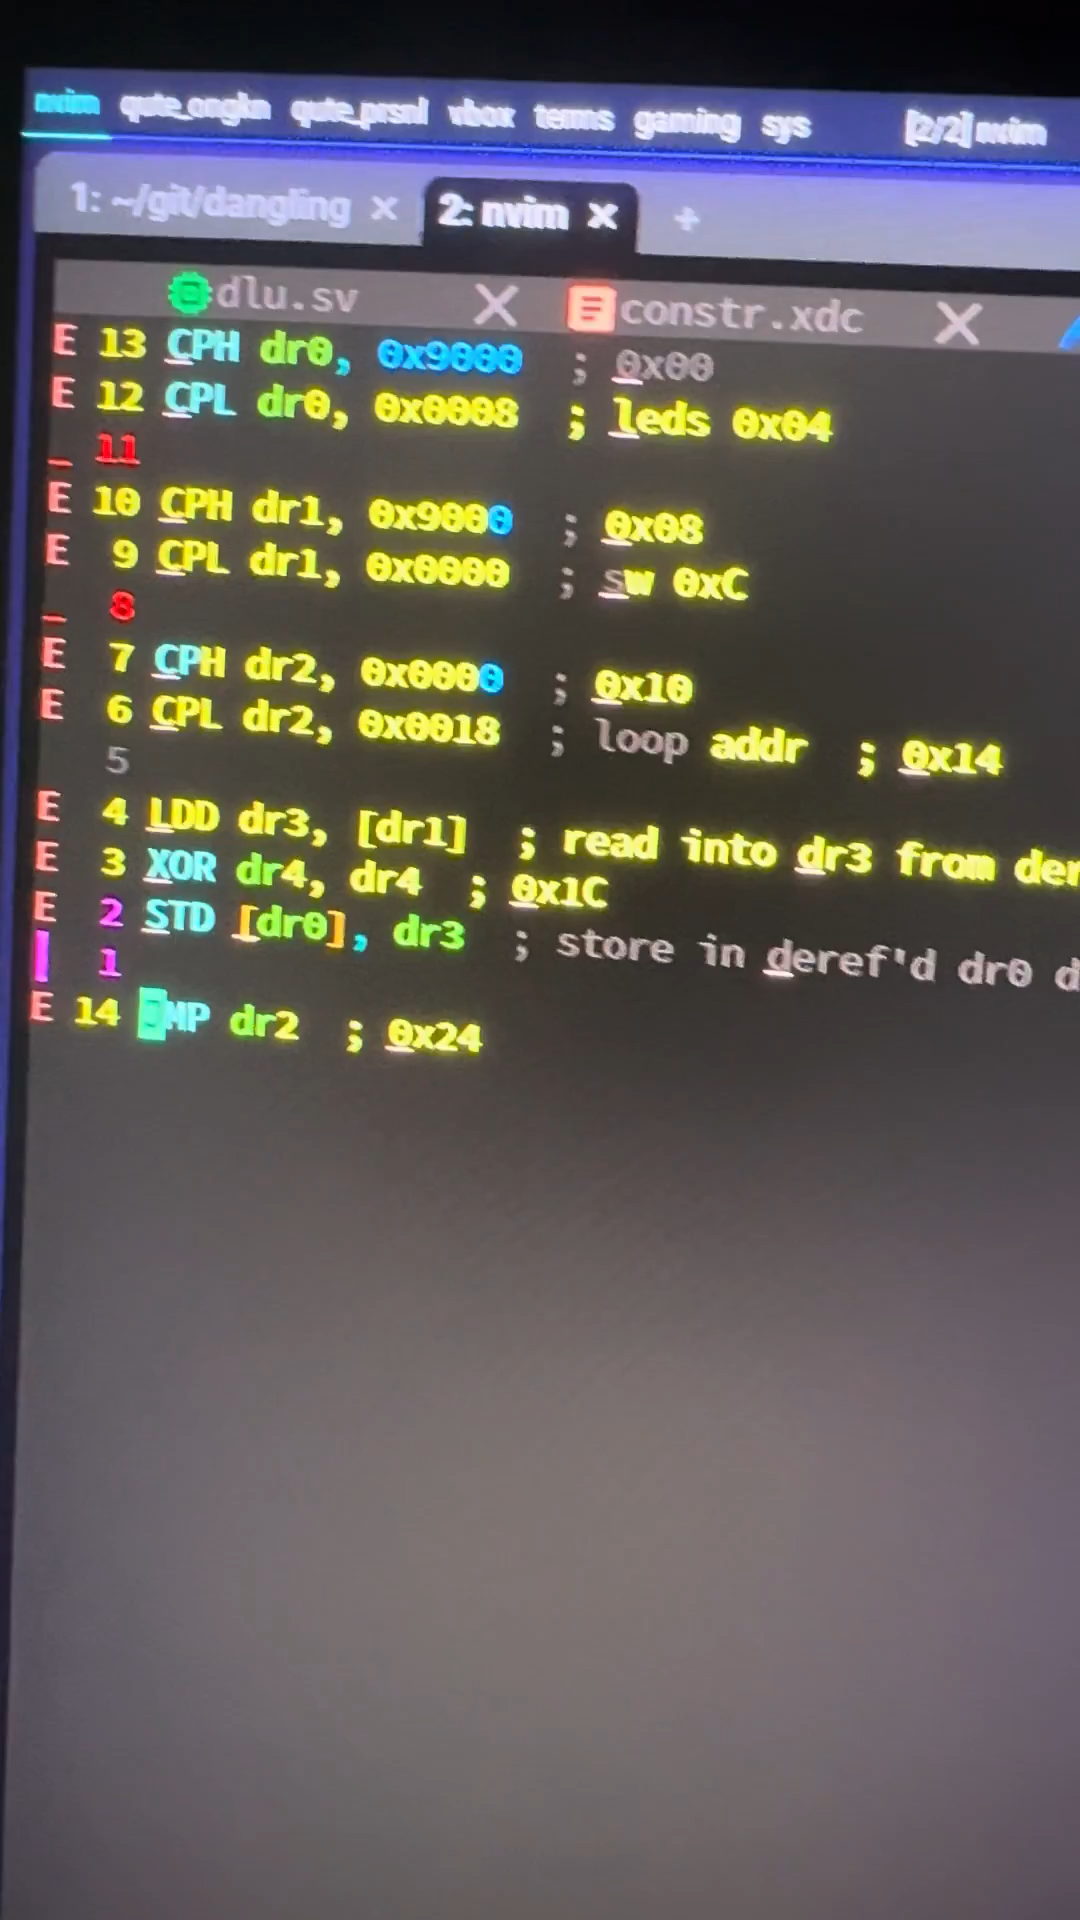 nvim qute_ongkn qute_prsnl vbox terms gaming sys [2/2] nvim
1: ~/git/dangling × 2: nvim × +
dlu.sv X constr.xdc X
E 13 CPH dr0, 0x9000 ; 0x00
E 12 CPL dr0, 0x0008 ; leds 0x04
_ 11
E 10 CPH dr1, 0x9000 ; 0x08
E 9 CPL dr1, 0x0000 ; sw 0xC
_ 8
E 7 CPH dr2, 0x0000 ; 0x10
E 6 CPL dr2, 0x0018 ; loop addr ; 0x14
5
E 4 LDD dr3, [dr1] ; read into dr3 from der
E 3 XOR dr4, dr4 ; 0x1C
E 2 STD [dr0], dr3 ; store in deref'd dr0 d
1
E 14 JMP dr2 ; 0x24